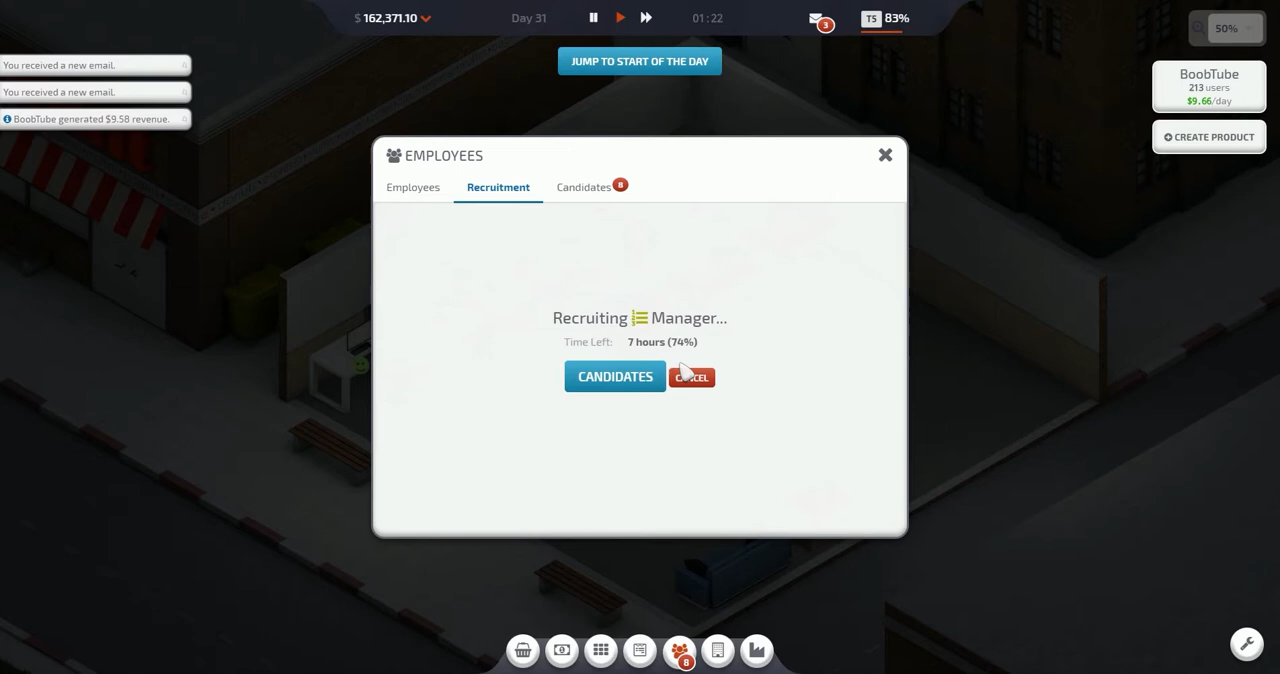 $ 162,371.10
Day 31
01:22
3
T5 83%
50%
JUMP TO START OF THE DAY
You received a new email.
You received a new email.
BoobTube generated $9.58 revenue.
BoobTube
213 users
$9.66/day
CREATE PRODUCT
EMPLOYEES
Employees
Recruitment
Candidates 8
Recruiting Manager...
Time Left: 7 hours (74%)
CANDIDATES
8